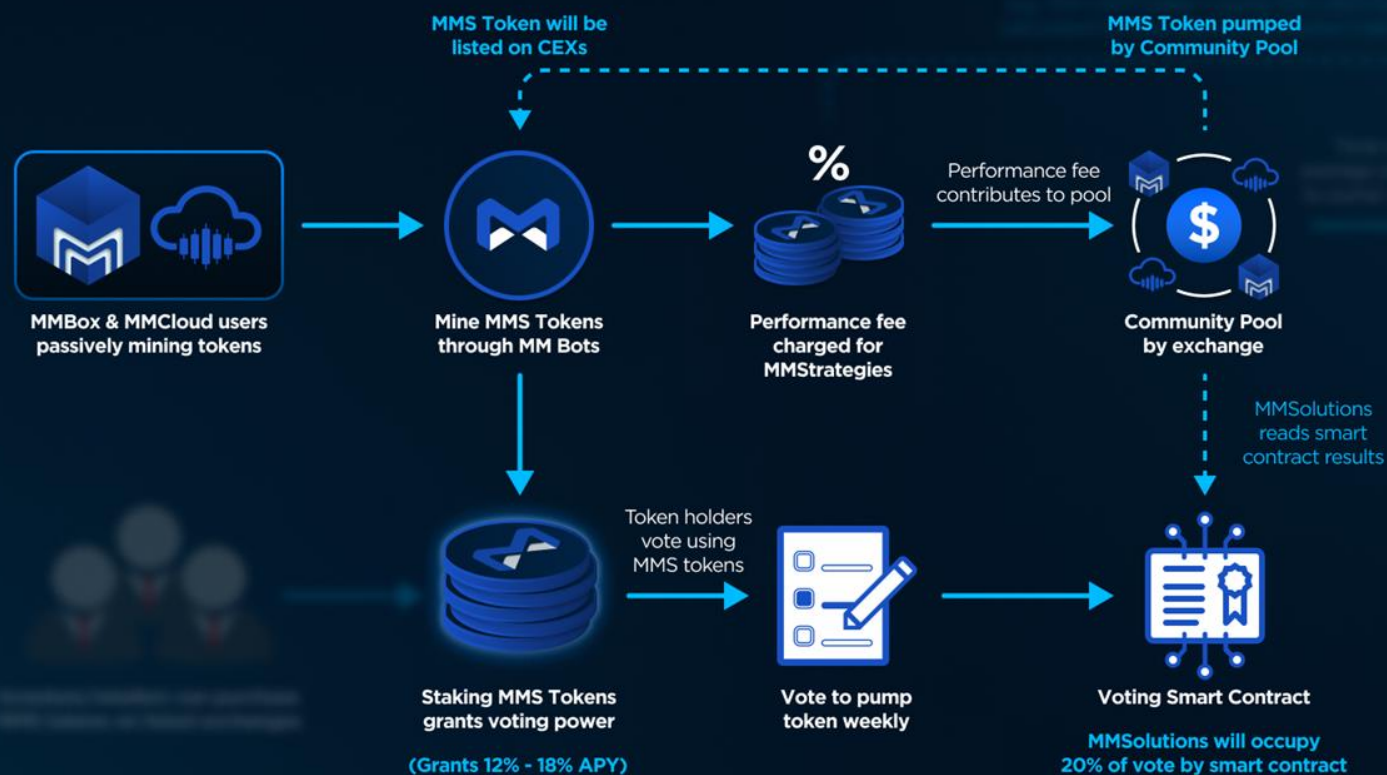 MMS Token will be
listed on CEXs
MMS Token pumped
by Community Pool
%
Performance fee
contributes to pool
$
MMBox & MMCloud users
passively mining tokens
Mine MMS Tokens
through MM Bots
Performance fee
charged for
MMStrategies
Community Pool
by exchange
MMSolutions
reads smart
contract results
Token holders
vote using
MMS tokens
Staking MMS Tokens
grants voting power
(Grants 12% - 18% APY)
Vote to pump
token weekly
Voting Smart Contract
MMSolutions will occupy
20% of vote by smart contract